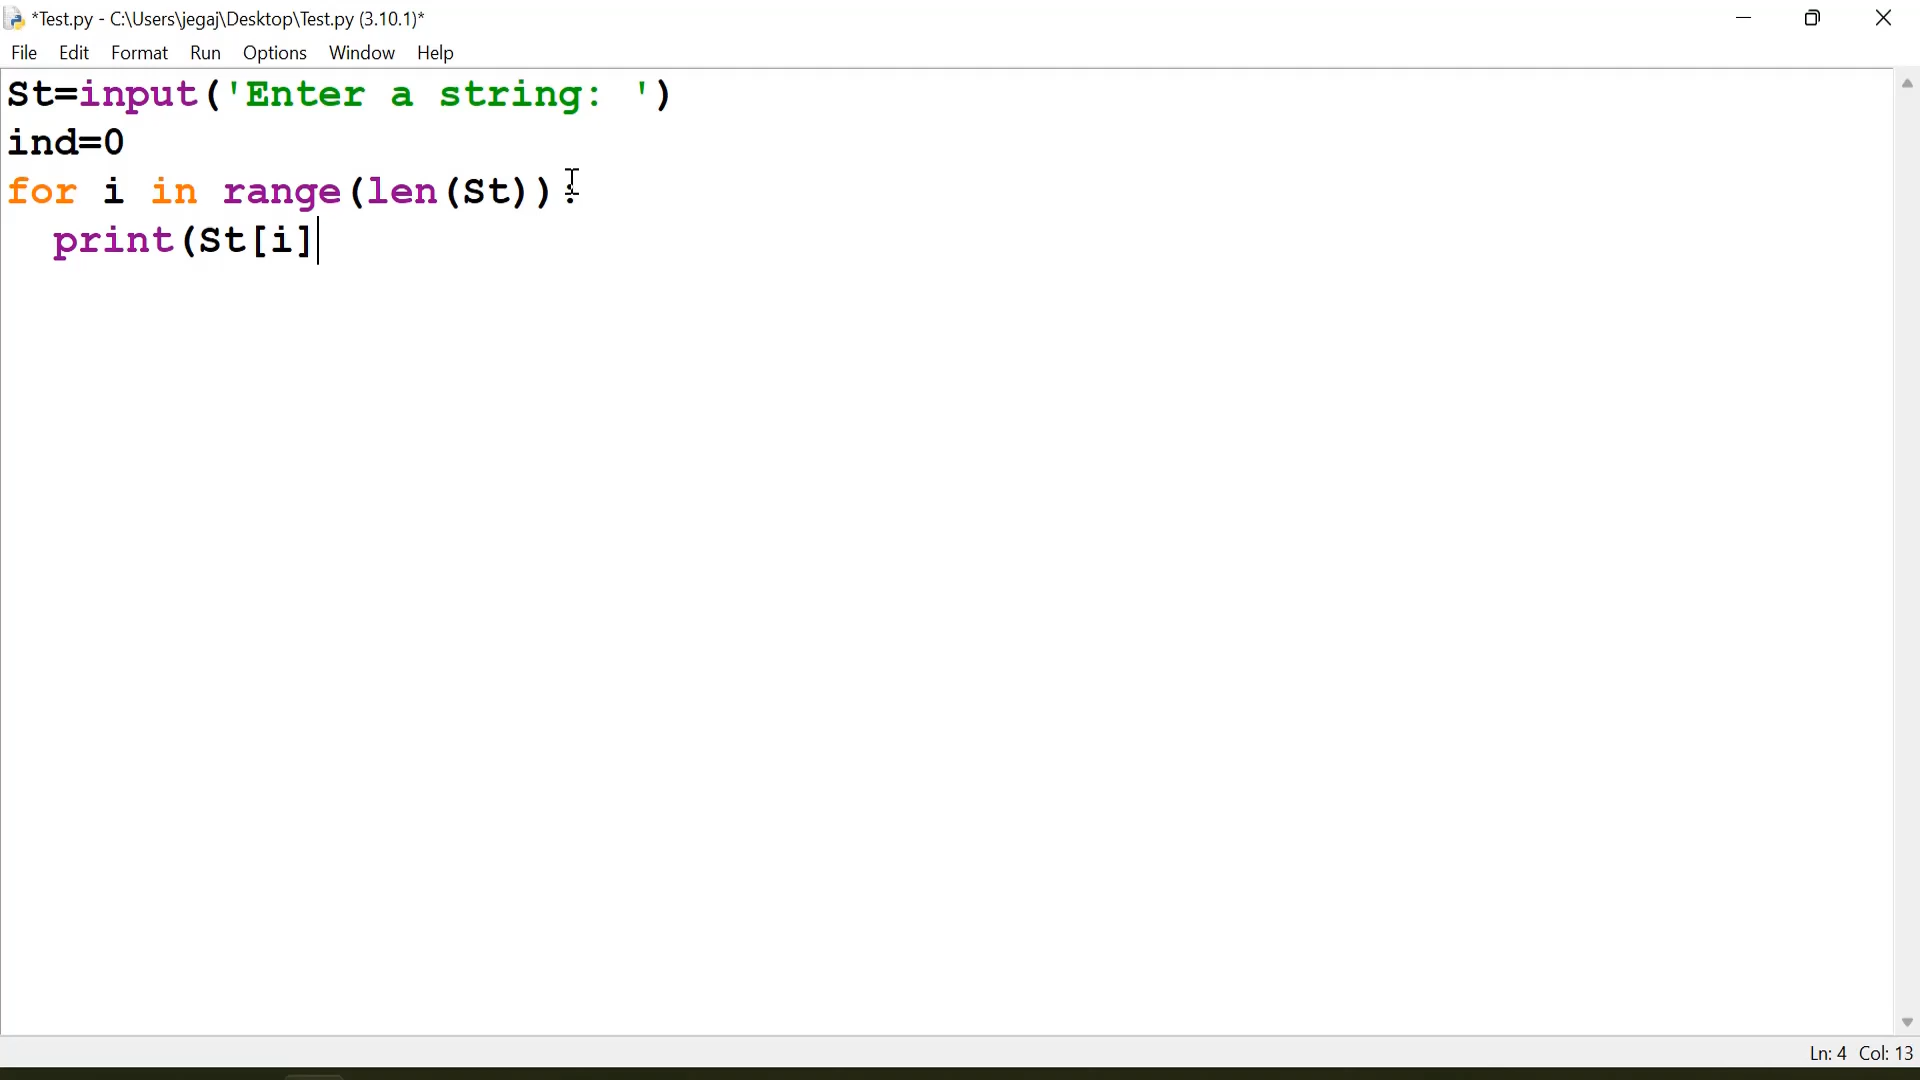 *Test.py - C:\Users\jegaj\Desktop\Test.py (3.10.1)*
File Edit Format Run Options Window Help
St=input('Enter a string: ')
ind=0
for i in range(len(St)):
  print(St[i]
Ln: 4 Col: 13